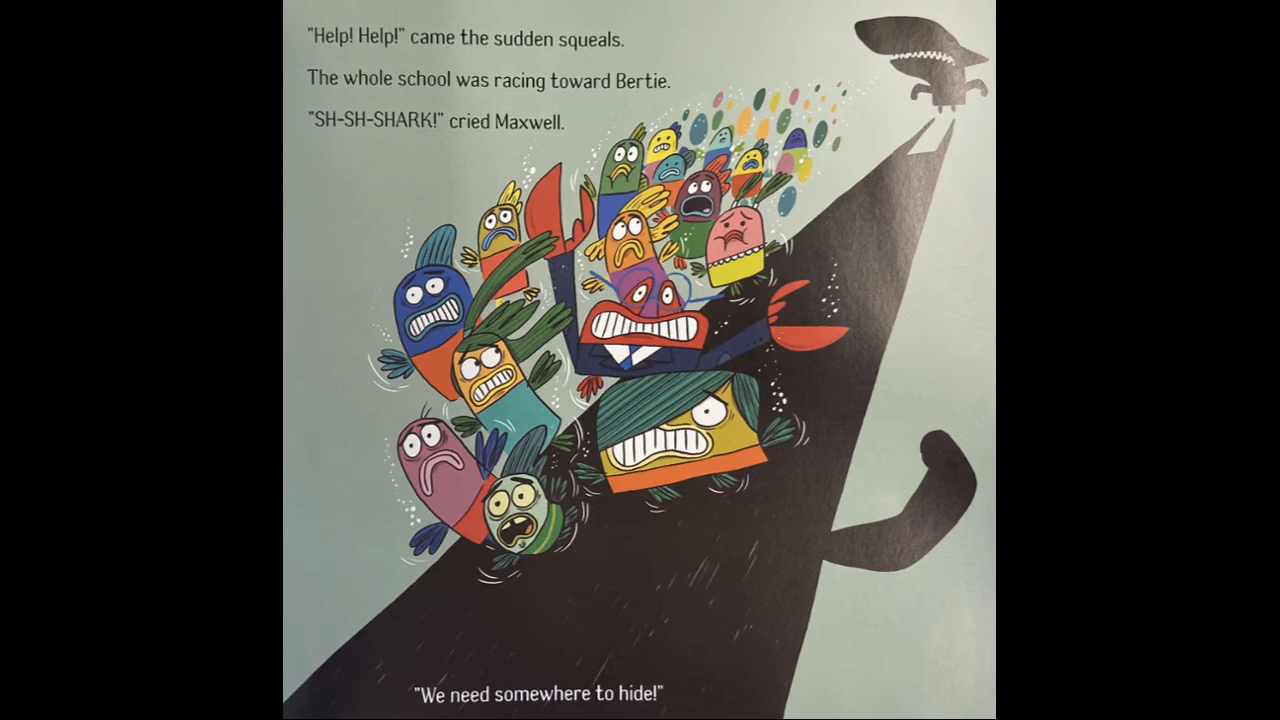 "Help! Help!" came the sudden squeals.
The whole school was racing toward Bertie.
"SH-SH-SHARK!" cried Maxwell.
"We need somewhere to hide!"